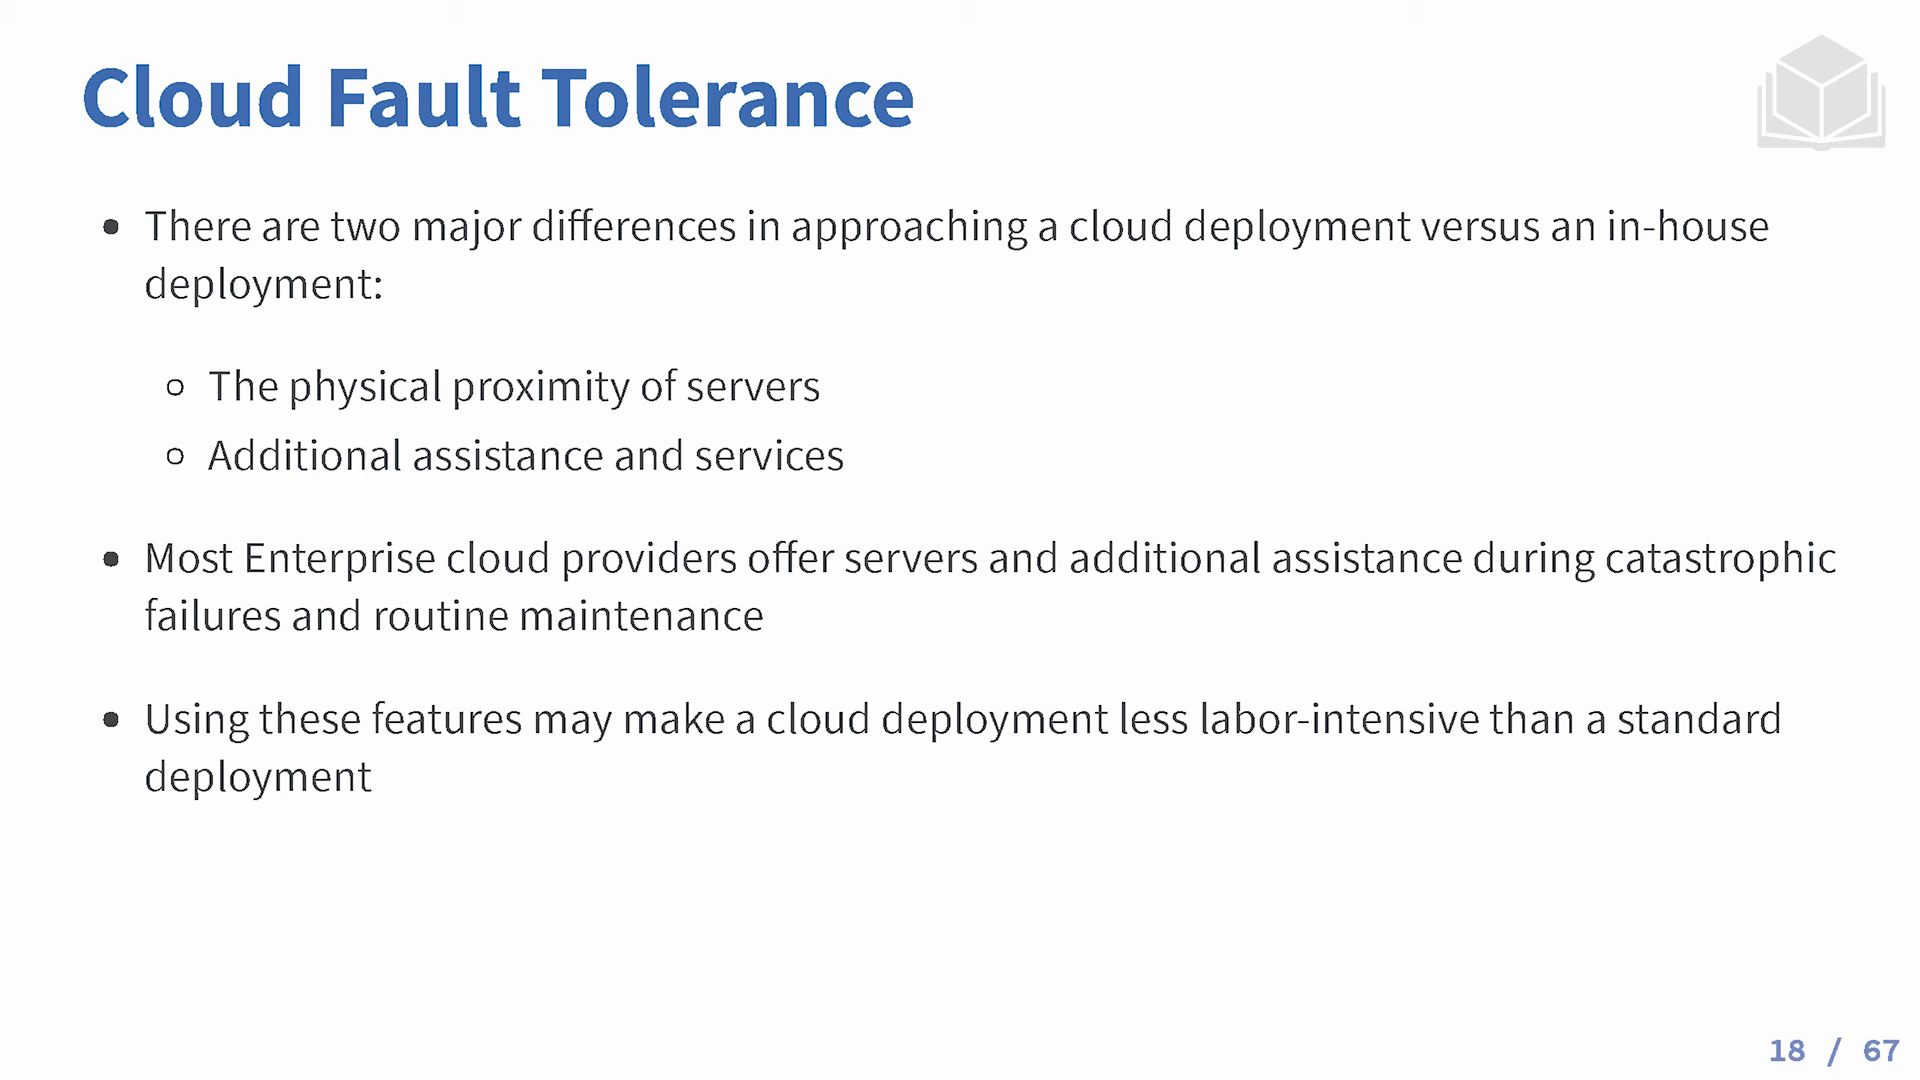 Cloud Fault Tolerance
• There are two major differences in approaching a cloud deployment versus an in-house
deployment:
○ The physical proximity of servers
○ Additional assistance and services
• Most Enterprise cloud providers offer servers and additional assistance during catastrophic
failures and routine maintenance
• Using these features may make a cloud deployment less labor-intensive than a standard
deployment
18 / 67